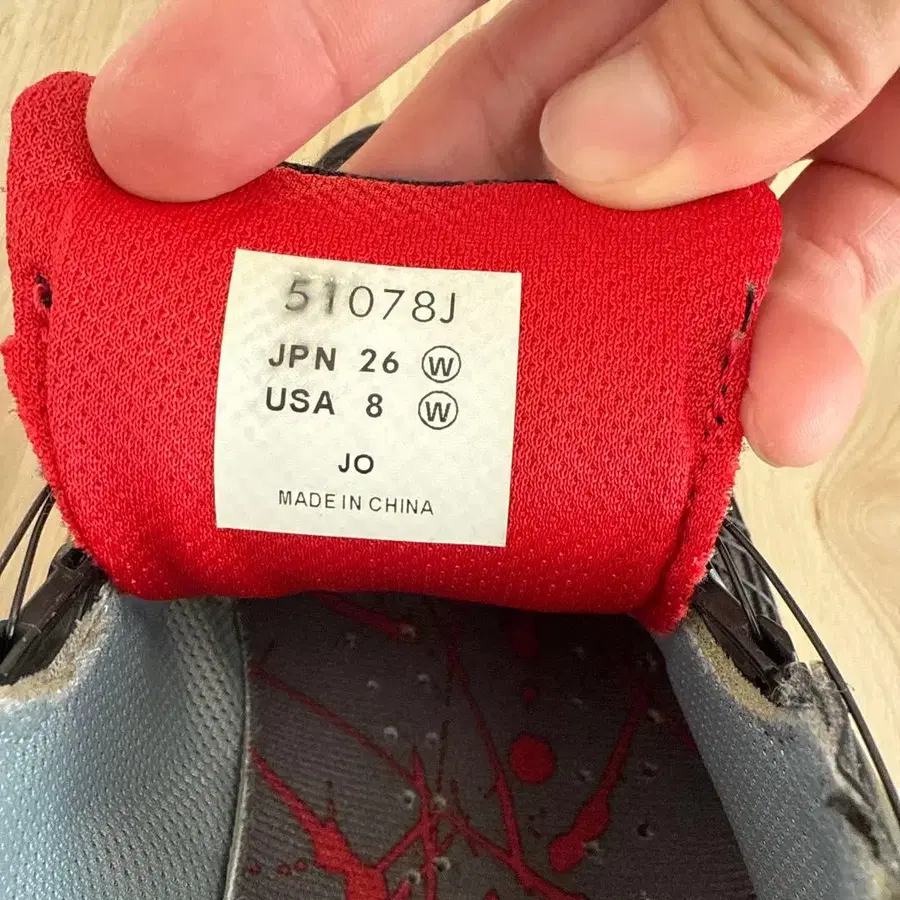 51078J
JPN 26 Ⓦ
USA 8 Ⓦ
JO
MADE IN CHINA